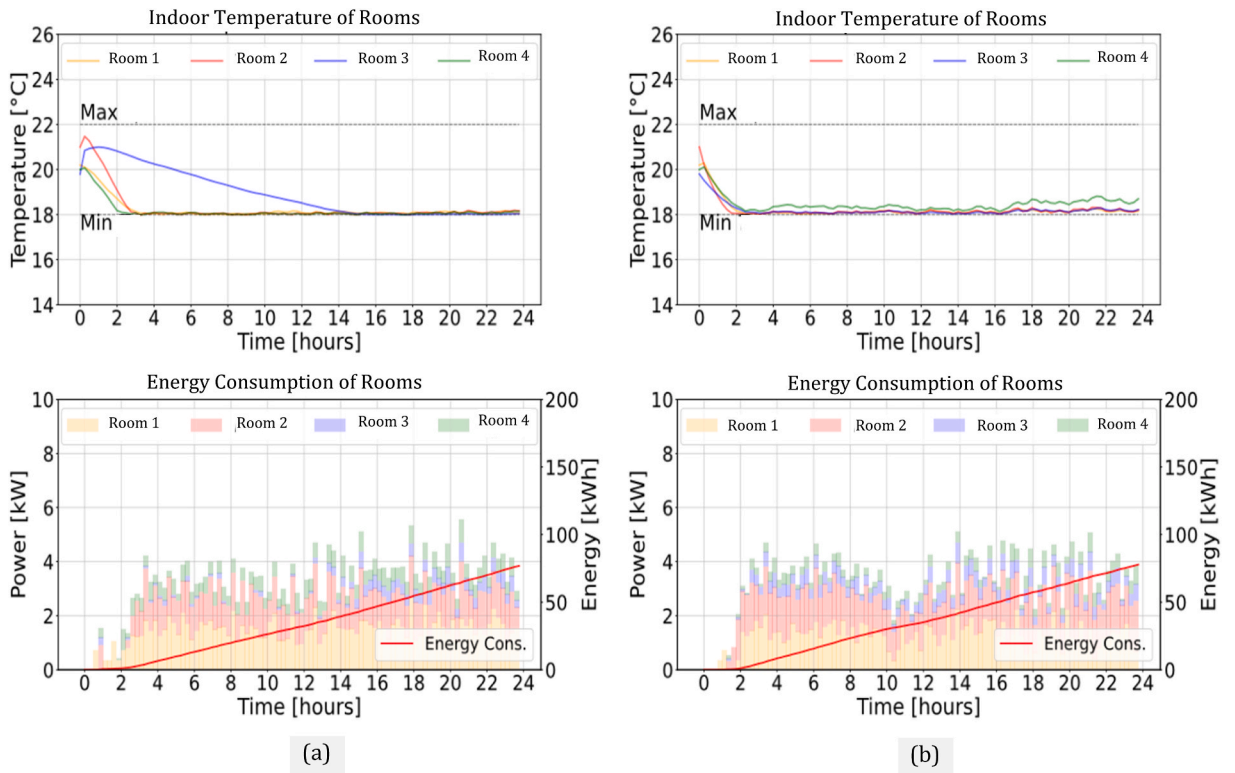 Indoor Temperature of Rooms
26
24
22
20
18
16
14
Temperature [°C]
Room 1 Room 2 Room 3 Room 4
Max
Min
0 2 4 6 8 10 12 14 16 18 20 22 24
Time [hours]
Indoor Temperature of Rooms
26
24
22
20
18
16
14
Temperature [°C]
Room 1 Room 2 Room 3 Room 4
Max
Min
0 2 4 6 8 10 12 14 16 18 20 22 24
Time [hours]
Energy Consumption of Rooms
10
8
6
4
2
0
Power [kW]
Room 1 Room 2 Room 3 Room 4
200
150
100
50
0
Energy [kWh]
Energy Cons.
0 2 4 6 8 10 12 14 16 18 20 22 24
Time [hours]
(a)
Energy Consumption of Rooms
10
8
6
4
2
0
Power [kW]
Room 1 Room 2 Room 3 Room 4
200
150
100
50
0
Energy [kWh]
Energy Cons.
0 2 4 6 8 10 12 14 16 18 20 22 24
Time [hours]
(b)